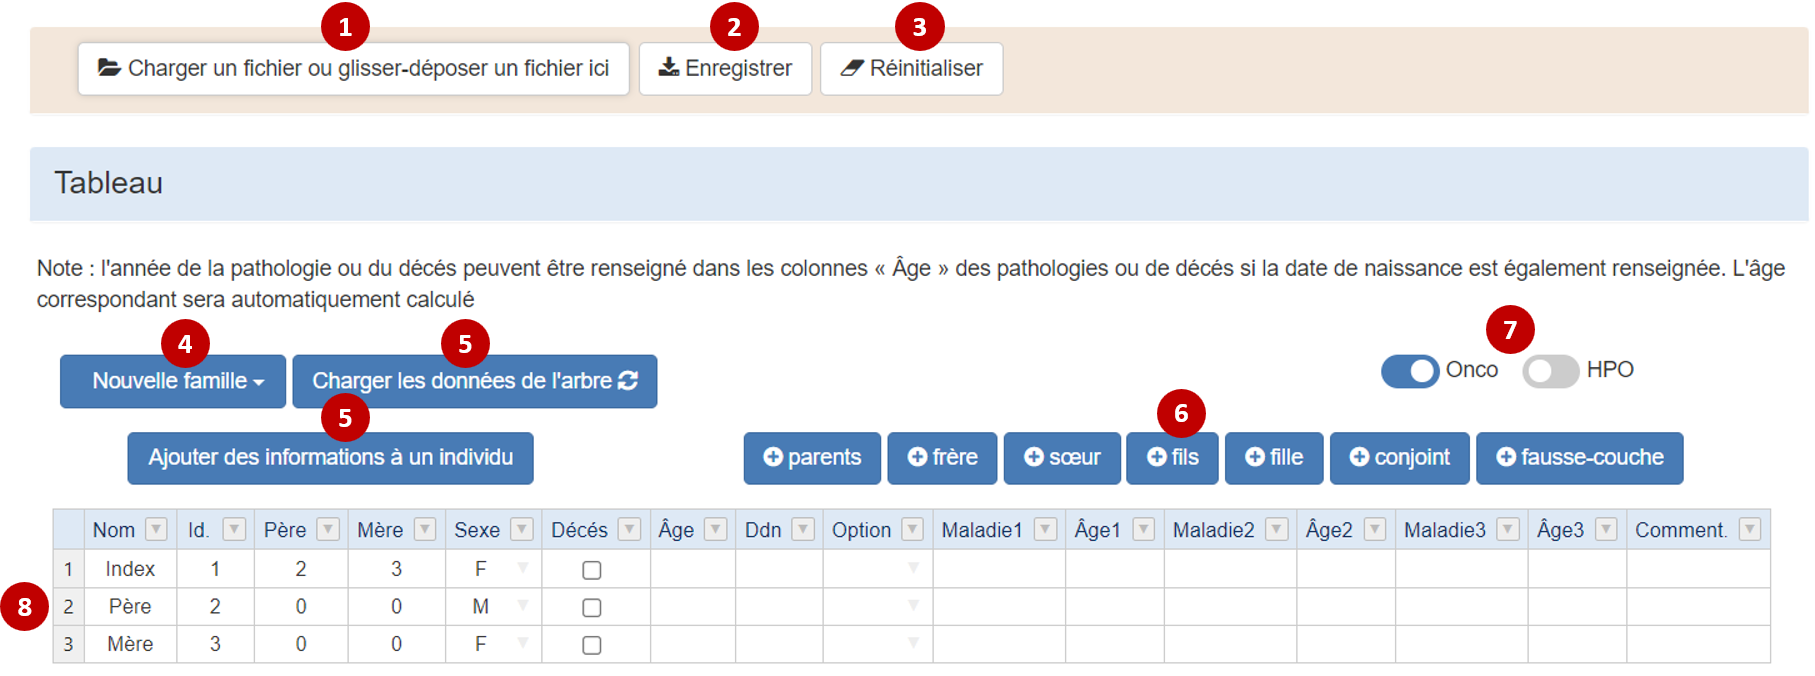 1 2 3
Charger un fichier ou glisser-déposer un fichier ici Enregistrer Réinitialiser
Tableau
Note : l'année de la pathologie ou du décés peuvent être renseigné dans les colonnes « Âge » des pathologies ou de décés si la date de naissance est également renseignée. L'âge
correspondant sera automatiquement calculé
4 5 7
Nouvelle famille Charger les données de l'arbre Onco HPO
5 6
Ajouter des informations à un individu parents frère sœur fils fille conjoint fausse-couche
Nom Id. Père Mère Sexe Décés Âge Ddn Option Maladie1 Âge1 Maladie2 Âge2 Maladie3 Âge3 Comment.
1 Index 1 2 3 F
8 2 Père 2 0 0 M
3 Mère 3 0 0 F